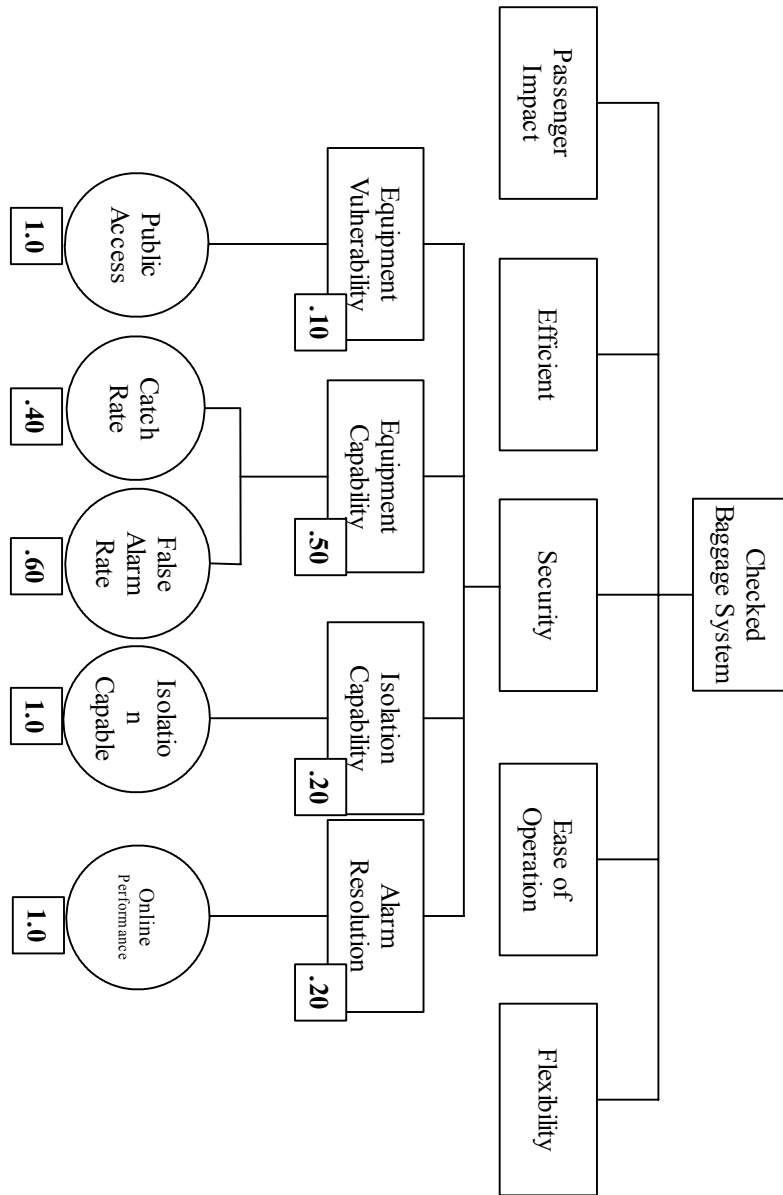 Checked
Baggage System
Passenger
Impact
Efficient
Security
Ease of
Operation
Flexibility
Equipment
Vulnerability
.10
Equipment
Capability
.50
Isolation
Capability
.20
Alarm
Resolution
.20
Public
Access
1.0
Catch
Rate
.40
False
Alarm
Rate
.60
Isolatio
n
Capable
1.0
Online
Performance
1.0